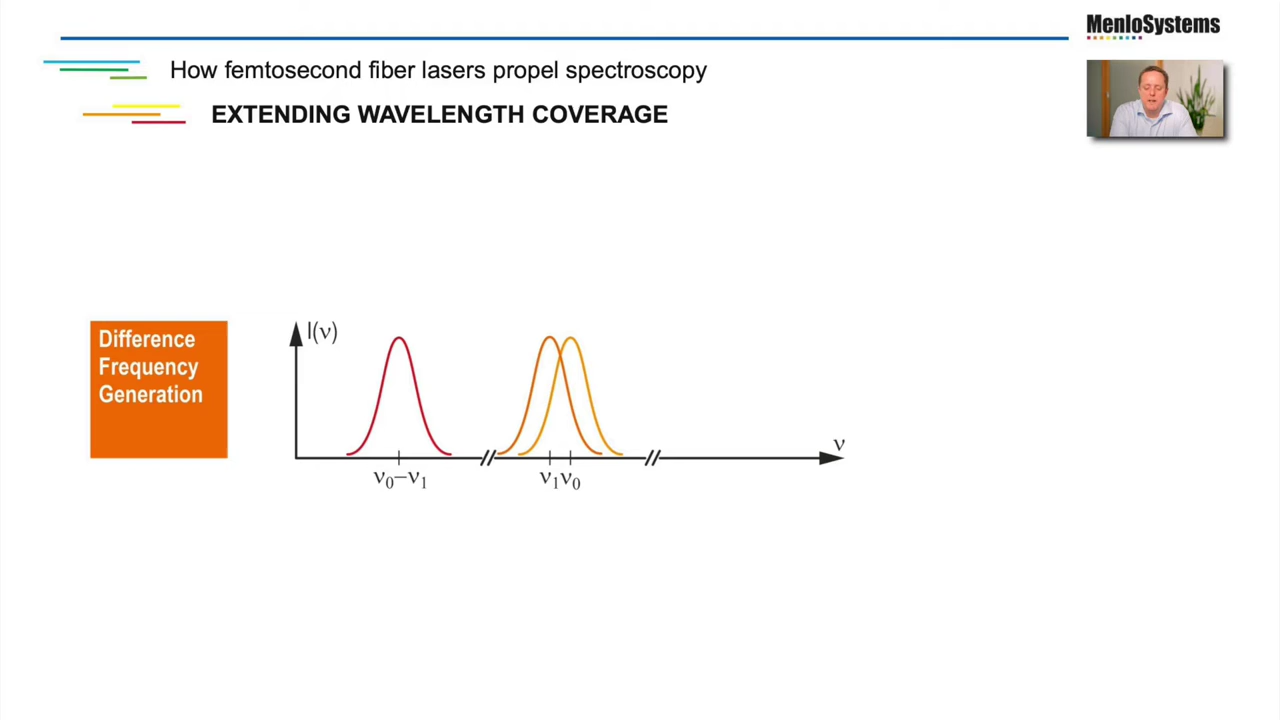 MenloSystems
How femtosecond fiber lasers propel spectroscopy
EXTENDING WAVELENGTH COVERAGE
Difference
Frequency
Generation
I(ν)
ν
ν₀–ν₁
ν₁ν₀